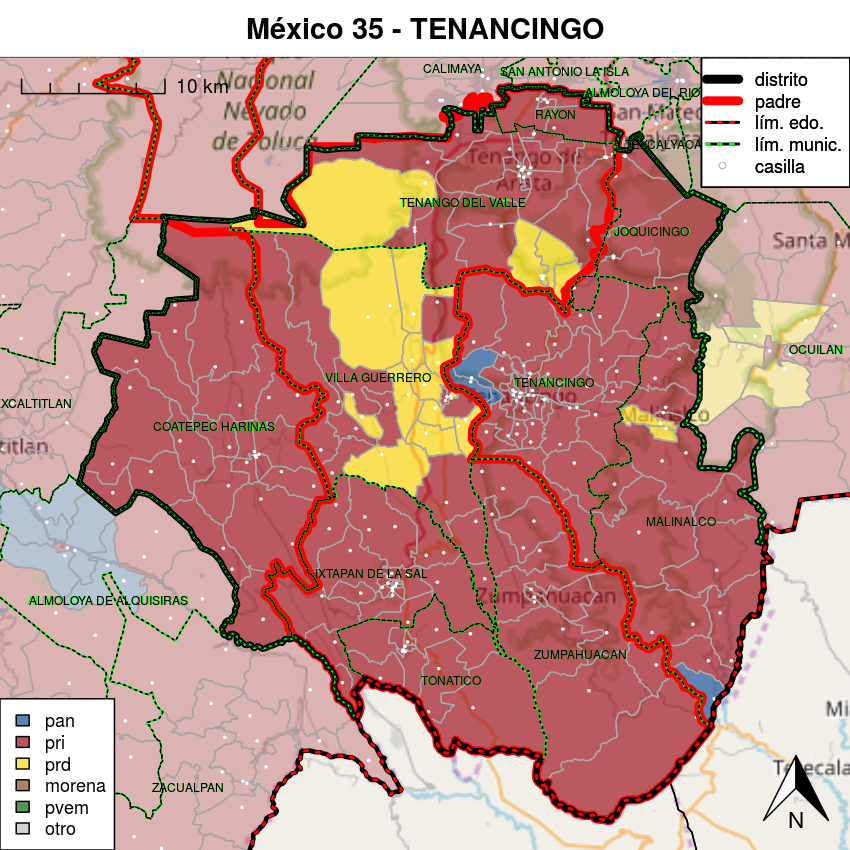 México 35 - TENANCINGO
10 km
Nacional
Nevado
de Toluca
CALIMAYA
SAN ANTONIO LA ISLA
ALMOLOYA DEL RIO
RAYON
distrito
padre
lím. edo.
lím. munic.
casilla
Tenango de
Arista
TENANGO DEL VALLE
JOQUICINGO
Santa M
OCUILAN
VILLA GUERRERO
TENANCINGO
Malinalco
XCALTITLAN
titlan
COATEPEC HARINAS
MALINALCO
IXTAPAN DE LA SAL
Zumpahuacan
ALMOLOYA DE ALQUISIRAS
ZUMPAHUACAN
TONATICO
Mi
Tetecala
ZACUALPAN
pan
pri
prd
morena
pvem
otro
N